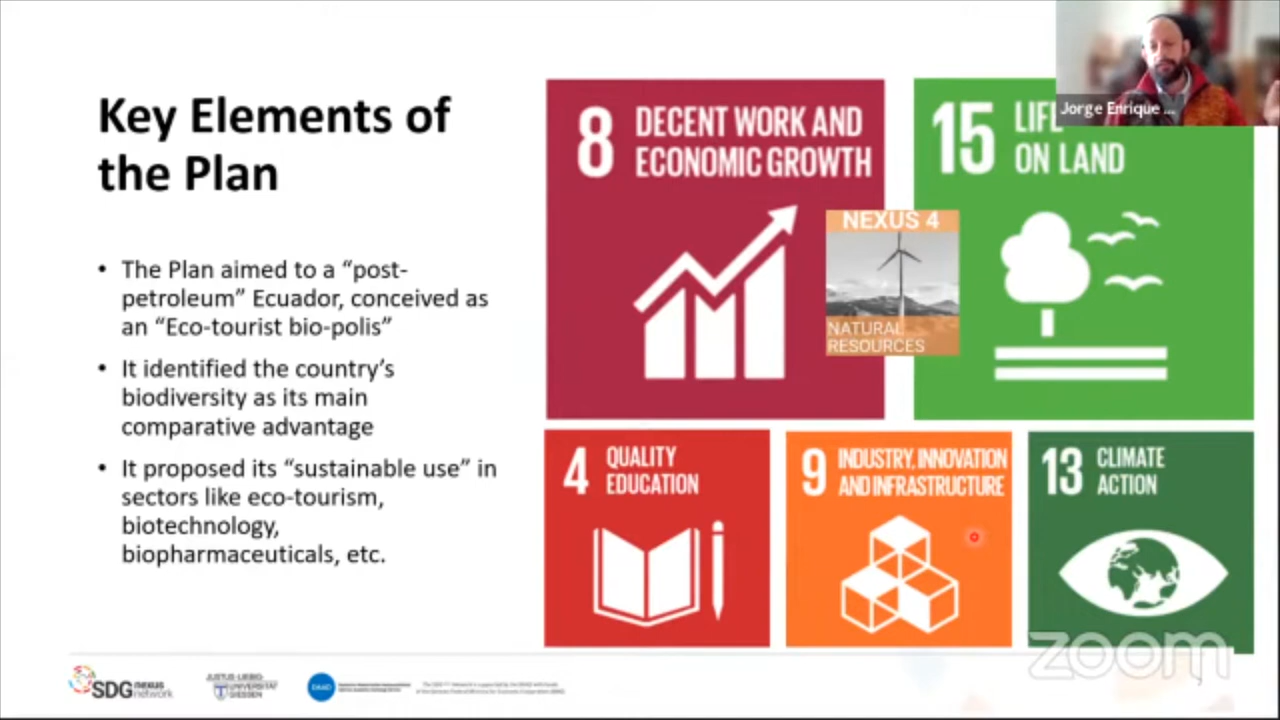 Key Elements of
the Plan
• The Plan aimed to a “post-
petroleum” Ecuador, conceived as
an “Eco-tourist bio-polis”
• It identified the country’s
biodiversity as its main
comparative advantage
• It proposed its “sustainable use” in
sectors like eco-tourism,
biotechnology,
biopharmaceuticals, etc.
8 DECENT WORK AND
ECONOMIC GROWTH
15
ON LAND
Jorge Enrique ...
NEXUS 4
NATURAL
RESOURCES
4 QUALITY
EDUCATION
9 INDUSTRY, INNOVATION
AND INFRASTRUCTURE
13 CLIMATE
ACTION
zoom
SDG nexus
network
JUSTUS-LIEBIG-
UNIVERSITÄT
GIESSEN
DAAD